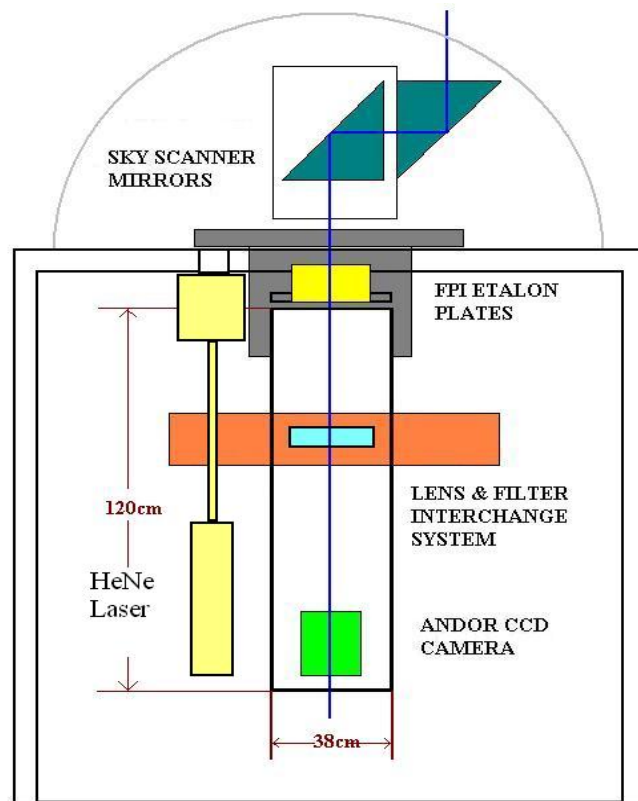 SKY SCANNER
MIRRORS
FPI ETALON
PLATES
LENS & FILTER
INTERCHANGE
SYSTEM
120cm
HeNe
Laser
ANDOR CCD
CAMERA
38cm